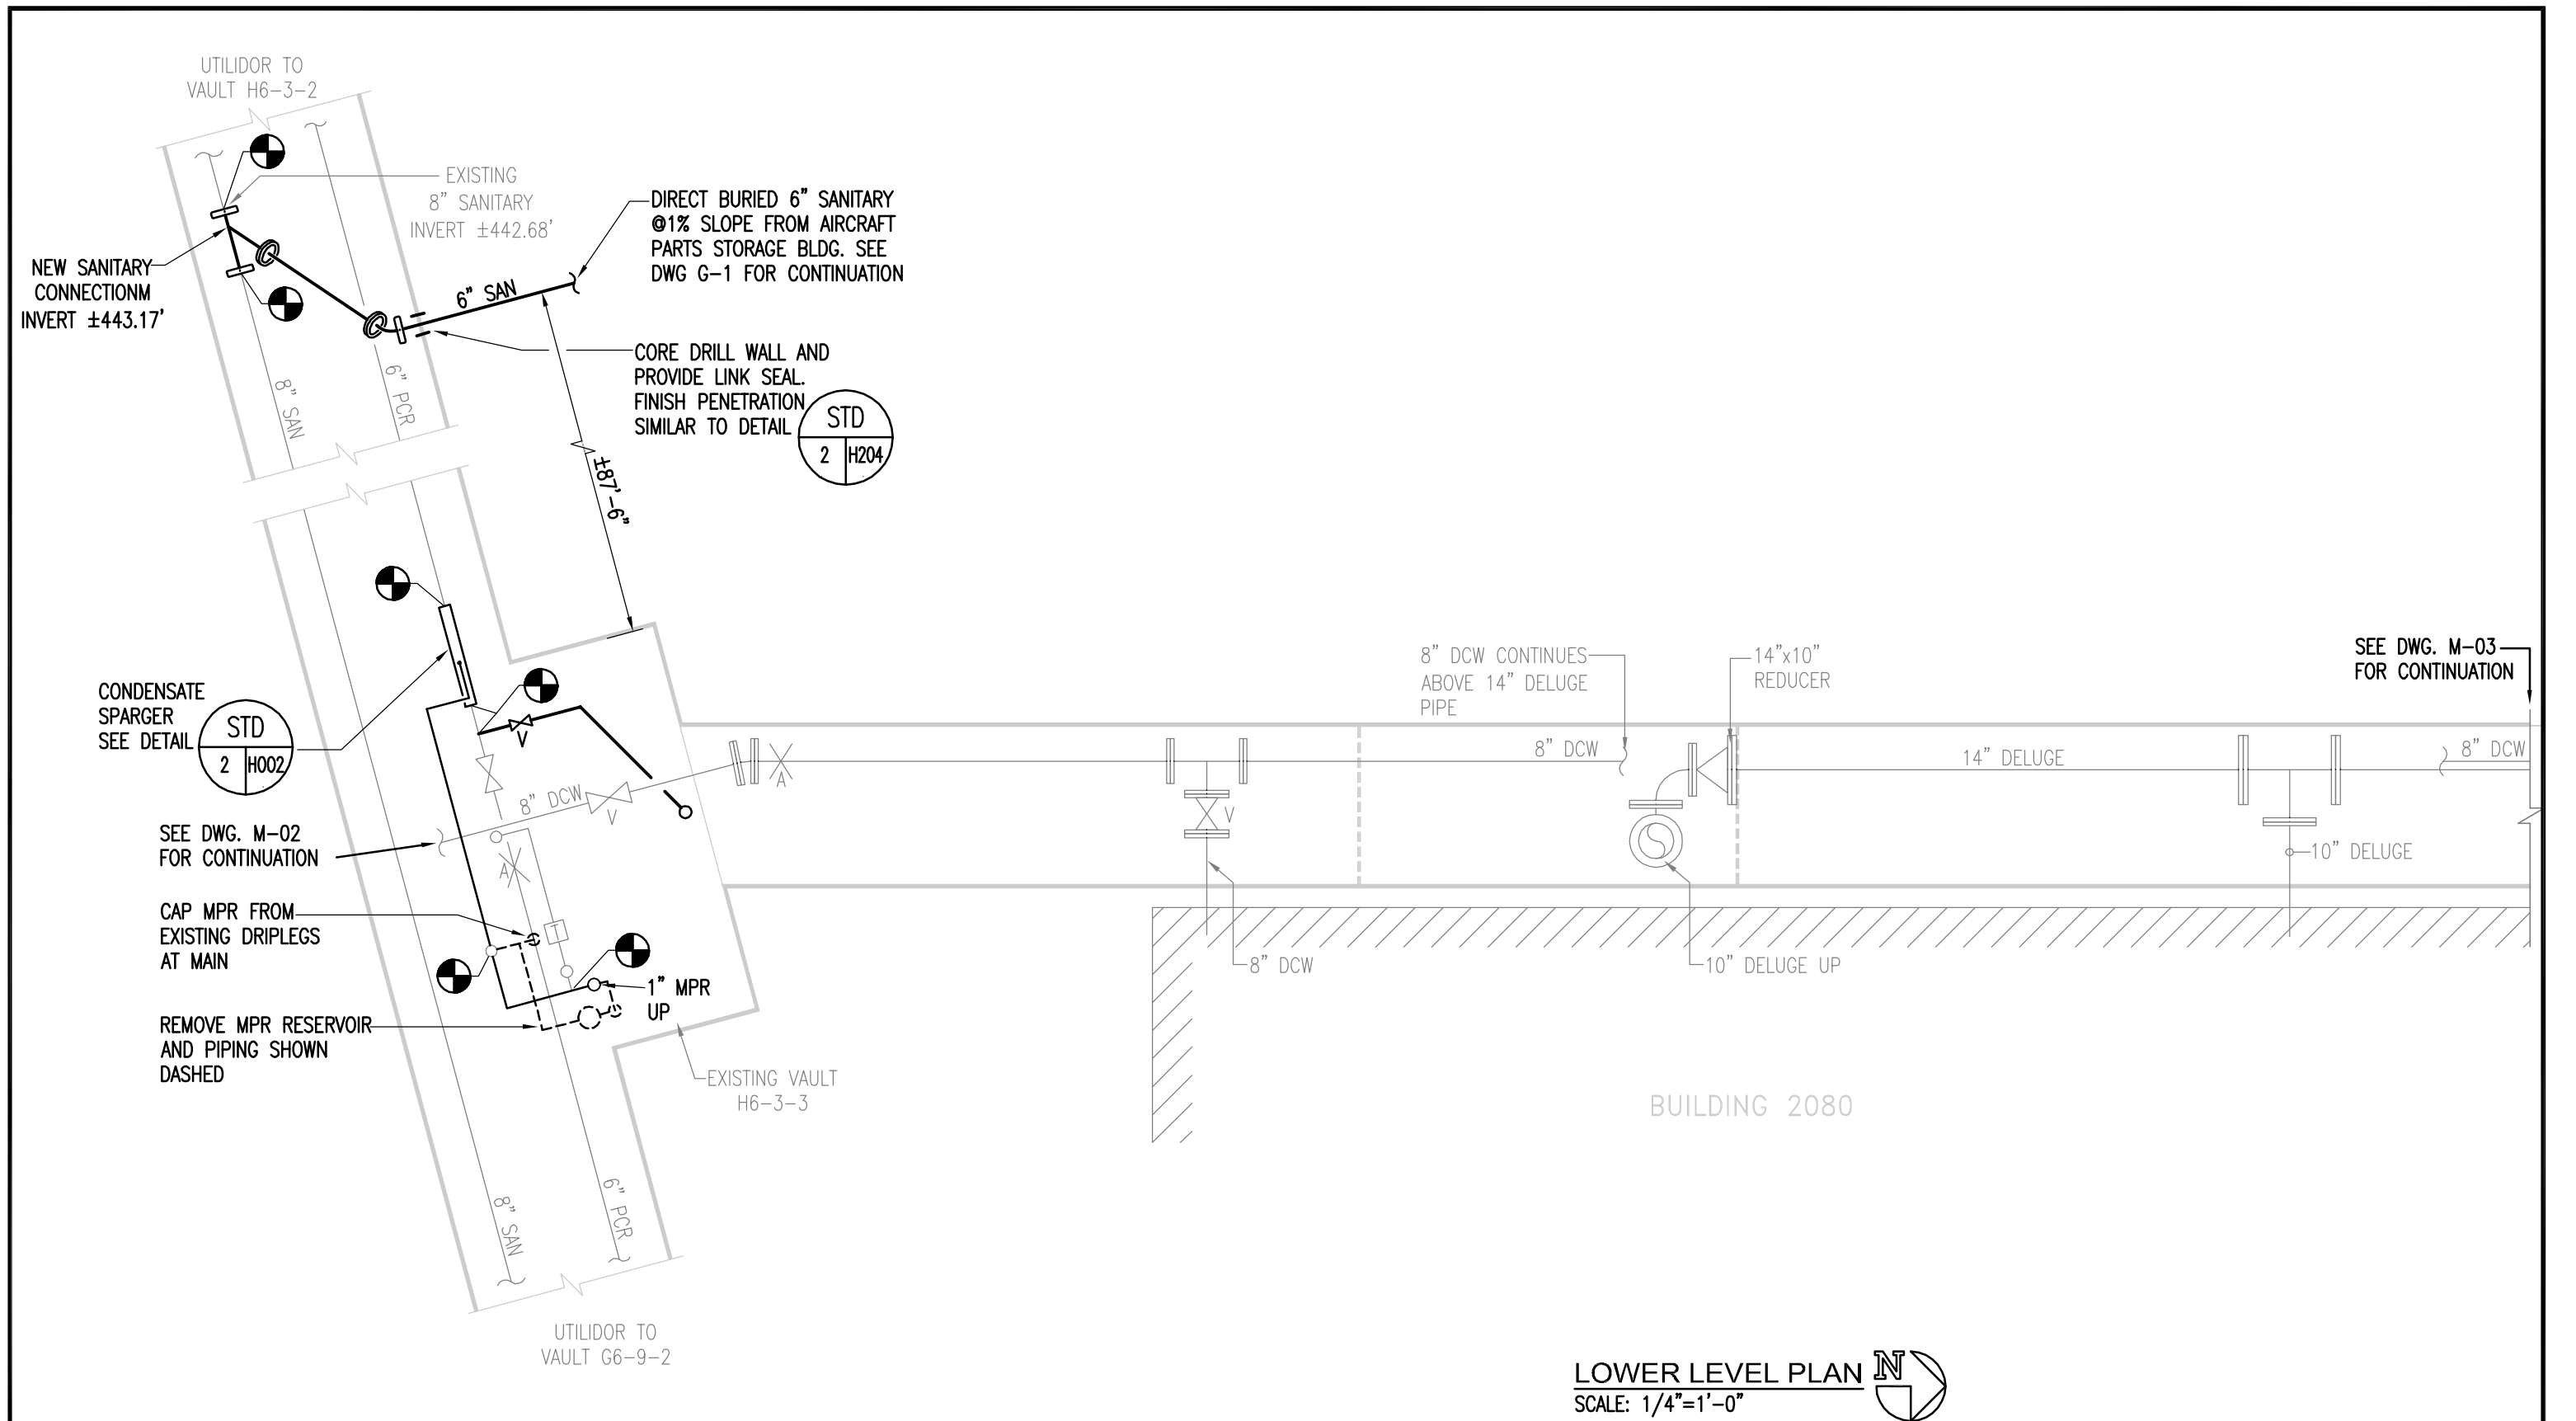 UTILIDOR TO
VAULT H6-3-2
EXISTING
8" SANITARY
INVERT ±442.68'
NEW SANITARY
CONNECTIONM
INVERT ±443.17'
DIRECT BURIED 6" SANITARY
@1% SLOPE FROM AIRCRAFT
PARTS STORAGE BLDG. SEE
DWG G-1 FOR CONTINUATION
6" SAN
CORE DRILL WALL AND
PROVIDE LINK SEAL.
FINISH PENETRATION
SIMILAR TO DETAIL
STD
2 H204
8" SAN
6" PCR
±87'-6"
CONDENSATE
SPARGER
SEE DETAIL
STD
2 H002
V
8" DCW
V
A
A
T
SEE DWG. M-02
FOR CONTINUATION
CAP MPR FROM
EXISTING DRIPLEGS
AT MAIN
REMOVE MPR RESERVOIR
AND PIPING SHOWN
DASHED
1" MPR
UP
EXISTING VAULT
H6-3-3
8" SAN
6" PCR
UTILIDOR TO
VAULT G6-9-2
8" DCW CONTINUES
ABOVE 14" DELUGE
PIPE
14"x10"
REDUCER
SEE DWG. M-03
FOR CONTINUATION
8" DCW
14" DELUGE
8" DCW
V
10" DELUGE
8" DCW
10" DELUGE UP
BUILDING 2080
LOWER LEVEL PLAN
N
SCALE: 1/4"=1'-0"